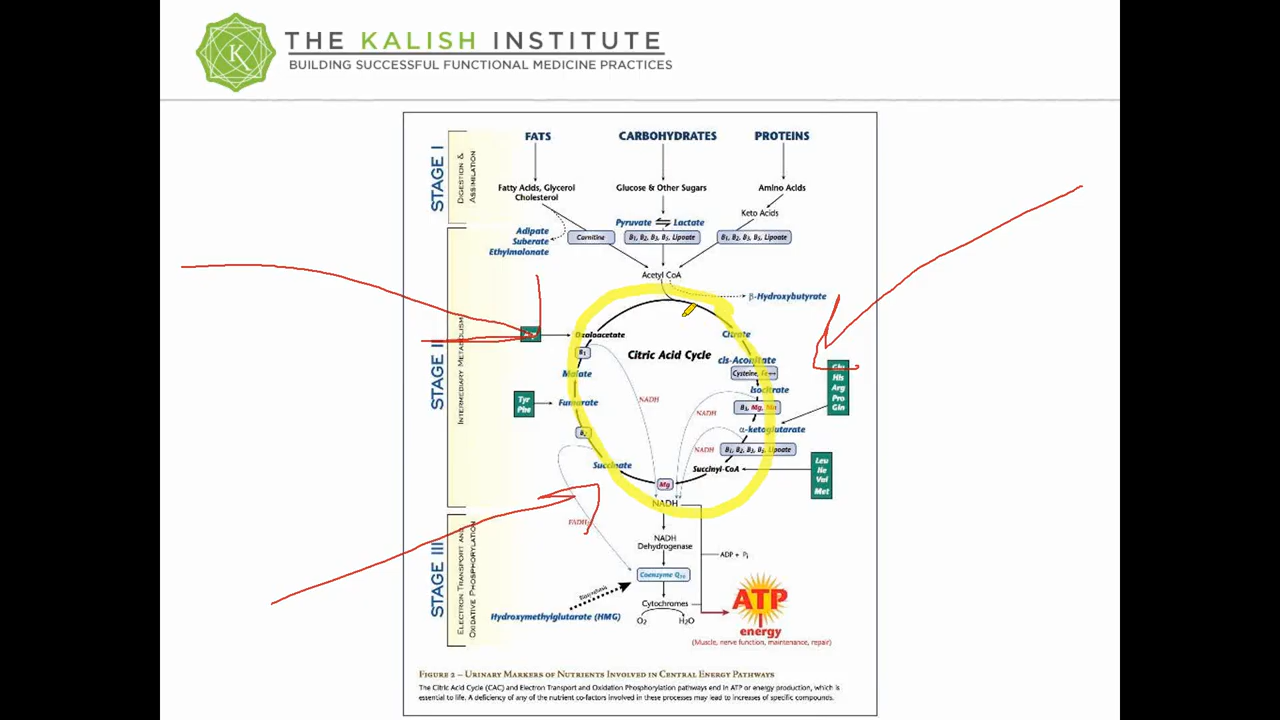 THE KALISH INSTITUTE
BUILDING SUCCESSFUL FUNCTIONAL MEDICINE PRACTICES
K
STAGE I
DIGESTION & ASSIMILATION
FATS
CARBOHYDRATES
PROTEINS
Fatty Acids, Glycerol
Cholesterol
Glucose & Other Sugars
Amino Acids
Keto Acids
Pyruvate
Lactate
Adipate
Suberate
Ethylmalonate
Carnitine
B1, B2, B3, B5, Lipoate
B1, B2, B3, B5, Lipoate
Acetyl CoA
β-Hydroxybutyrate
STAGE II
INTERMEDIARY METABOLISM
Oxaloacetate
Citrate
Citric Acid Cycle
cis-Aconitate
Cysteine, Fe++
Malate
Isocitrate
His
Arg
Pro
Gln
Tyr
Phe
Fumarate
NADH
NADH
B3, Mg, Mn
α-ketoglutarate
NADH
B1, B2, B3, B5, Lipoate
Succinate
Succinyl-CoA
Leu
Ile
Val
Met
Mg
NADH
STAGE III
ELECTRON TRANSPORT AND OXIDATIVE PHOSPHORYLATION
FADH2
NADH
Dehydrogenase
ADP + Pi
Coenzyme Q10
Biosynthesis
Hydroxymethylglutarate (HMG)
Cytochromes
O2
H2O
ATP
energy
(Muscle, nerve function, maintenance, repair)
FIGURE 2 – URINARY MARKERS OF NUTRIENTS INVOLVED IN CENTRAL ENERGY PATHWAYS
The Citric Acid Cycle (CAC) and Electron Transport and Oxidation Phosphorylation pathways end in ATP or energy production, which is
essential to life. A deficiency of any of the nutrient co-factors involved in these processes may lead to increases of specific compounds.